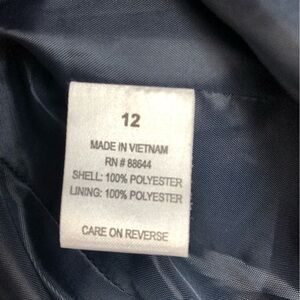 12
MADE IN VIETNAM
RN # 88644
SHELL: 100% POLYESTER
LINING: 100% POLYESTER
CARE ON REVERSE